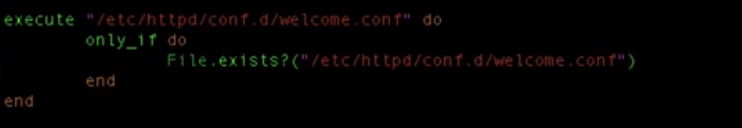 execute "/etc/httpd/conf.d/welcome.conf" do
only_if do
File.exists?("/etc/httpd/conf.d/welcome.conf")
end
end